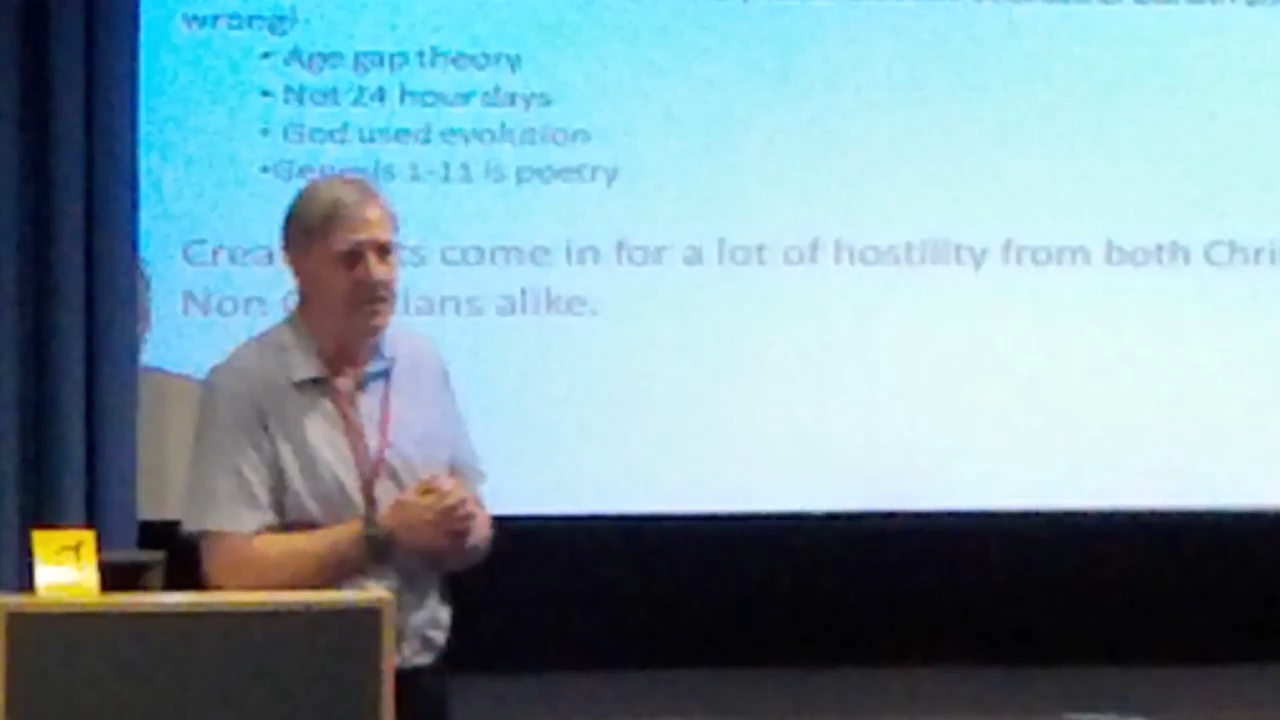 wrong)
• Age gap theory
• Not 24 hour days
• God used evolution
•Genesis 1-11 is poetry
Crea ts come in for a lot of hostility from both Chri
Non ians alike.